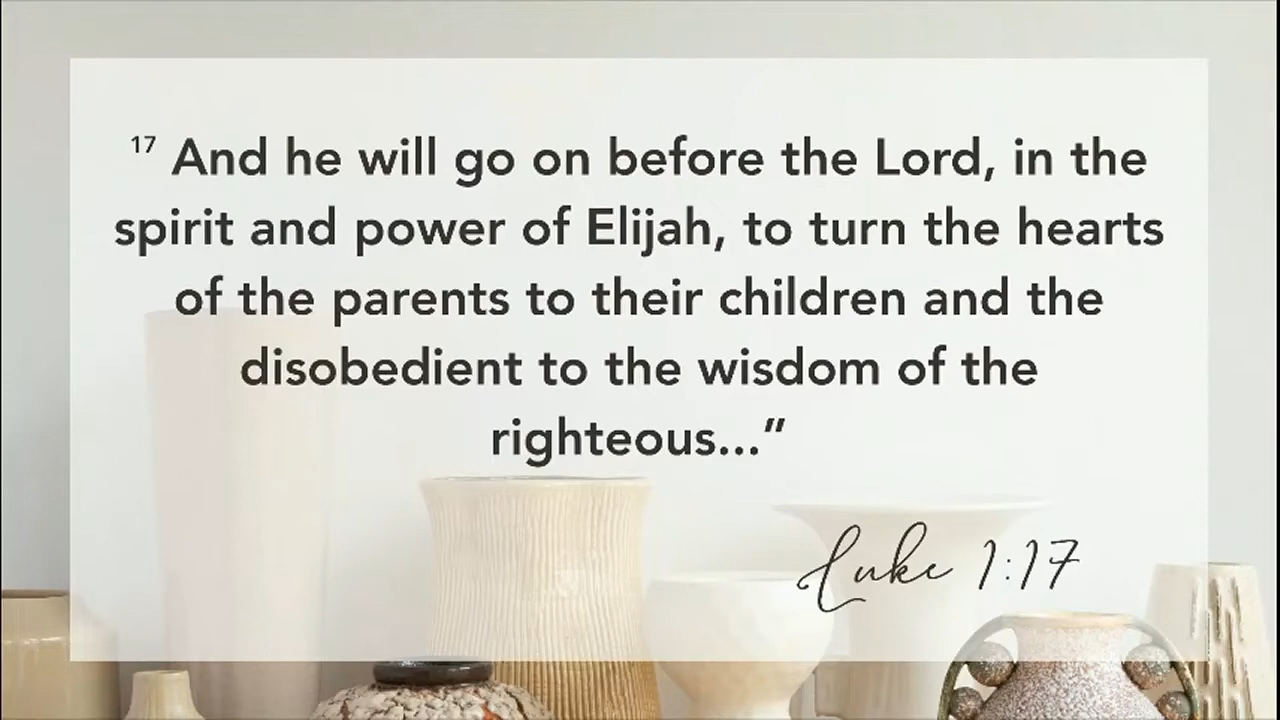 17 And he will go on before the Lord, in the
spirit and power of Elijah, to turn the hearts
of the parents to their children and the
disobedient to the wisdom of the
righteous...”
Luke 1:17